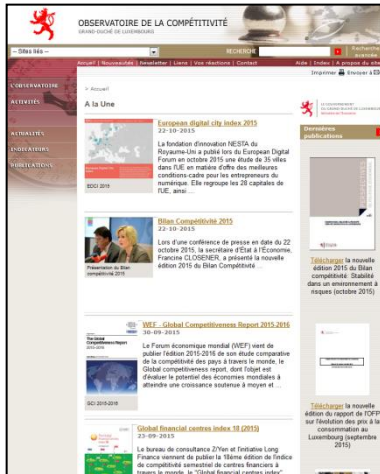 OBSERVATOIRE DE LA COMPÉTITIVITÉ
GRAND-DUCHÉ DE LUXEMBOURG
-- Sites liés --
RECHERCHE
Recherche avancée
Accueil | Nouveautés | Newsletter | Liens | Vos réactions | Contact
Aide | Index | A propos du site
Imprimer Envoyer à
L'OBSERVATOIRE
ACTIVITÉS
ACTUALITÉS
INDICATEURS
PUBLICATIONS
> Accueil
A la Une
European digital city index 2015
22-10-2015
La fondation d'innovation NESTA du
Royaume-Uni a publié lors du European Digital
Forum en octobre 2015 une étude de 35 villes
dans l'UE en matière d'offre des meilleures
conditions-cadre pour les entrepreneurs du
numérique. Elle regroupe les 28 capitales de
l'UE, ainsi ...
EDCI 2015
Bilan Compétitivité 2015
22-10-2015
Lors d'une conférence de presse en date du 22
octobre 2015, la secrétaire d'État à l'Économie,
Francine CLOSENER, a présenté la nouvelle
édition 2015 du Bilan Compétitivité ...
Présentation du Bilan
compétitivité 2015
WEF - Global Competitiveness Report 2015-2016
30-09-2015
Le Forum économique mondial (WEF) vient de
publier l'édition 2015-2016 de son étude comparative
de la compétitivité des pays à travers le monde, le
Global competitiveness report, dont l'objet est
d'évaluer le potentiel des économies mondiales à
atteindre une croissance soutenue à moyen et ...
The Global
Competitiveness Report
2015-2016
GCI 2015-2016
Global financial centres index 18 (2015)
23-09-2015
Le bureau de consultance Z/Yen et l'initiative Long
Finance viennent de publier la 18ème édition de l'indice
de compétitivité semestriel de centres financiers à
travers le monde, le "Global financial centres index"
Dernières
publications
Télécharger la nouvelle
édition 2015 du Bilan
compétitivité: Stabilité
dans un environnement à
risques (octobre 2015)
Télécharger la nouvelle
édition du rapport de l'OFP
sur l'évolution des prix à la
consommation au
Luxembourg (septembre
2015)